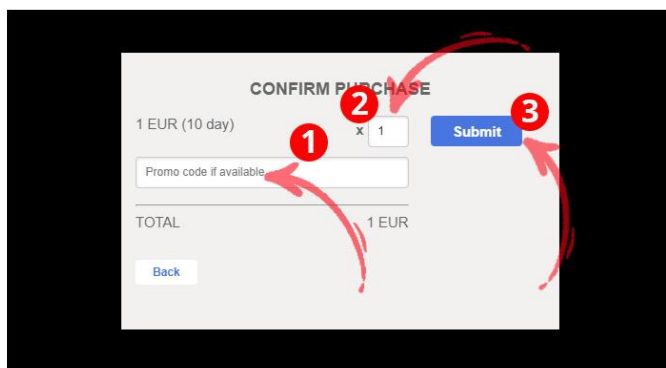 CONFIRM PURCHASE
2
3
1 EUR (10 day)
1
x
1
Submit
Promo code if available
TOTAL
1 EUR
Back